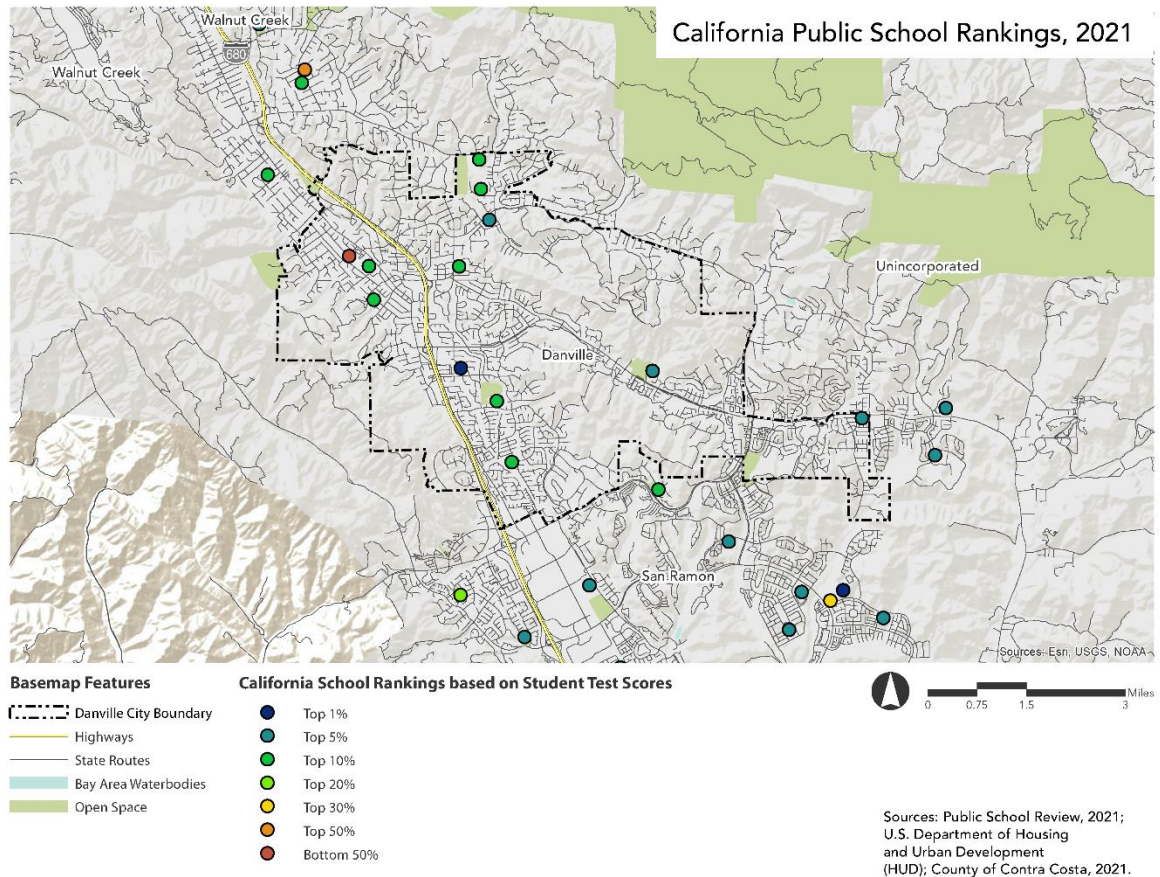 California Public School Rankings, 2021
Walnut Creek
680
Walnut Creek
Unincorporated
Danville
San Ramon
Sources: Esri, USGS, NOAA
Basemap Features
Danville City Boundary
Highways
State Routes
Bay Area Waterbodies
Open Space
California School Rankings based on Student Test Scores
Top 1%
Top 5%
Top 10%
Top 20%
Top 30%
Top 50%
Bottom 50%
Miles
0 0.75 1.5 3
Sources: Public School Review, 2021;
U.S. Department of Housing
and Urban Development
(HUD); County of Contra Costa, 2021.